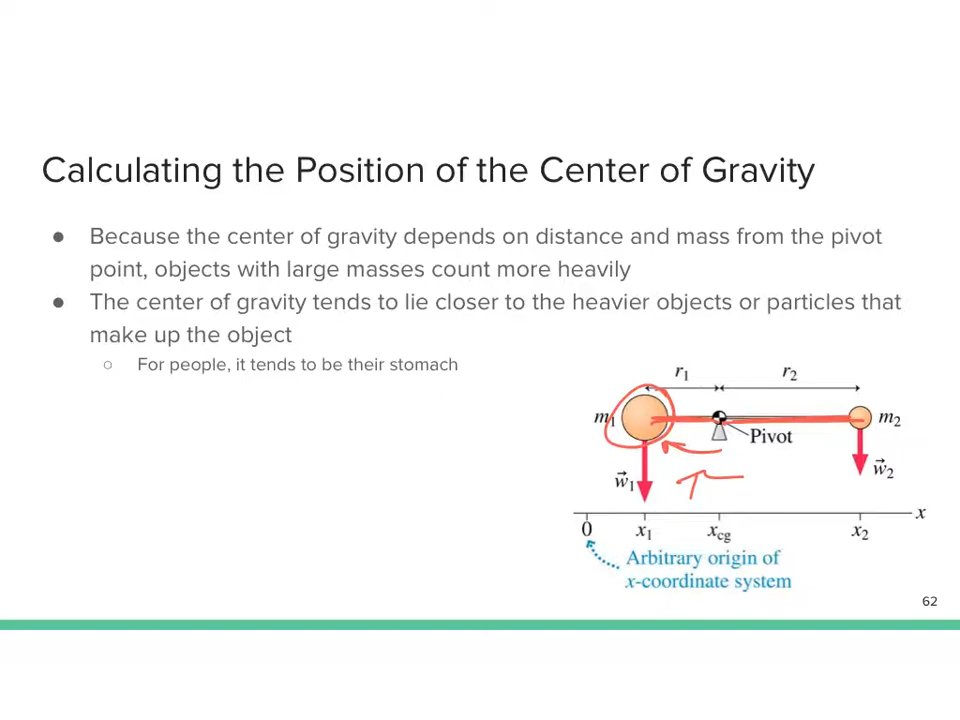 Calculating the Position of the Center of Gravity
● Because the center of gravity depends on distance and mass from the pivot
point, objects with large masses count more heavily
● The center of gravity tends to lie closer to the heavier objects or particles that
make up the object
○ For people, it tends to be their stomach
r₁ r₂
m₁ m₂
Pivot
w⃗₁ w⃗₂
τ
x
0 x₁ x_cg x₂
Arbitrary origin of
x-coordinate system
62